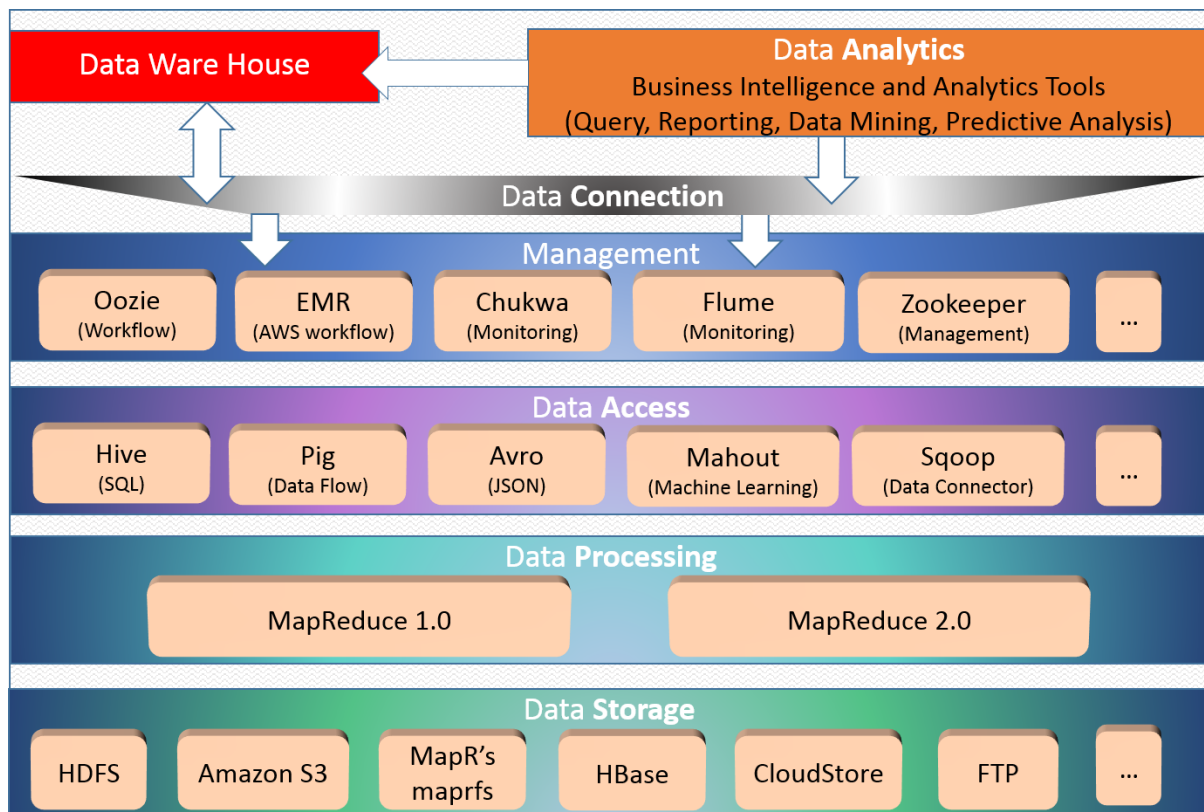 Data Ware House
Data Analytics
Business Intelligence and Analytics Tools
(Query, Reporting, Data Mining, Predictive Analysis)
Data Connection
Management
Oozie
(Workflow)
EMR
(AWS workflow)
Chukwa
(Monitoring)
Flume
(Monitoring)
Zookeeper
(Management)
...
Data Access
Hive
(SQL)
Pig
(Data Flow)
Avro
(JSON)
Mahout
(Machine Learning)
Sqoop
(Data Connector)
...
Data Processing
MapReduce 1.0
MapReduce 2.0
Data Storage
HDFS
Amazon S3
MapR's
maprfs
HBase
CloudStore
FTP
...